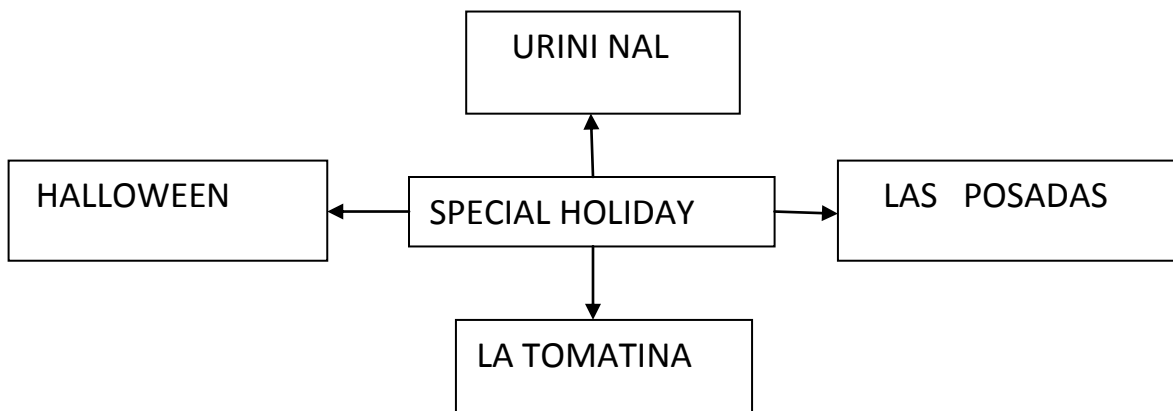 URINI NAL
HALLOWEEN
SPECIAL HOLIDAY
LAS POSADAS
LA TOMATINA